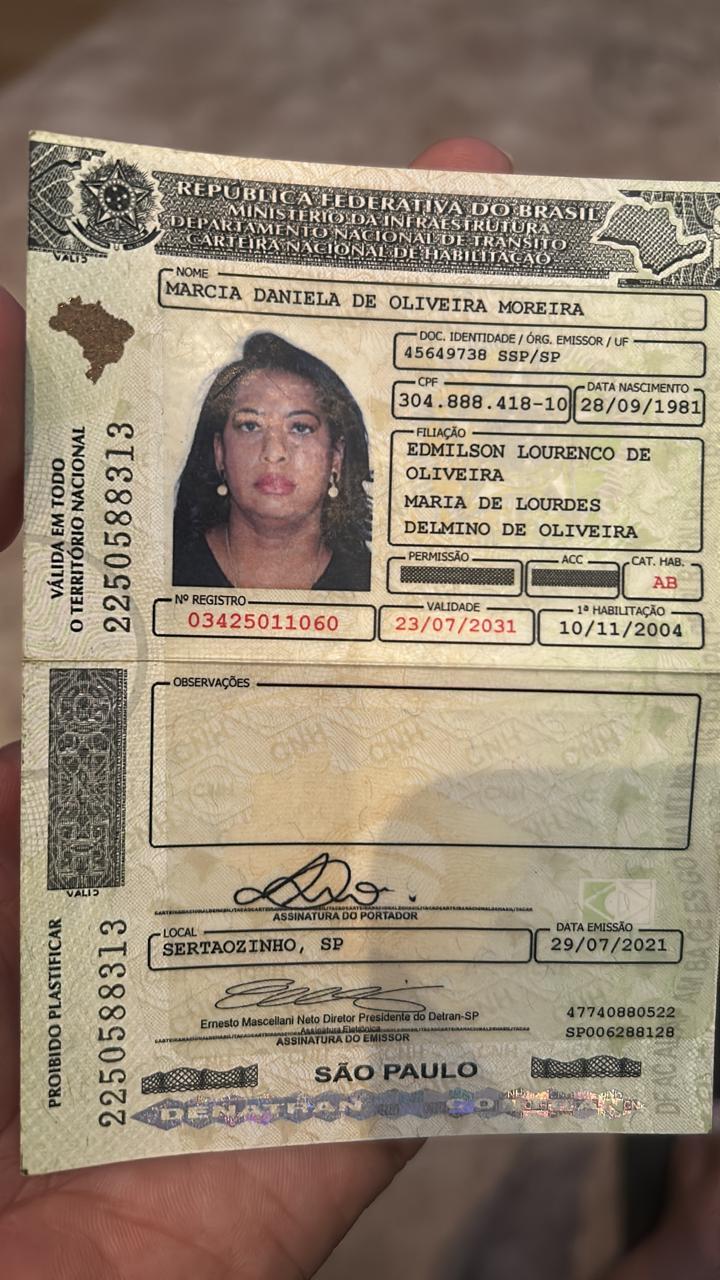 REPÚBLICA FEDERATIVA DO BRASIL
MINISTÉRIO DA INFRAESTRUTURA
DEPARTAMENTO NACIONAL DE TRÂNSITO
CARTEIRA NACIONAL DE HABILITAÇÃO
NOME
MARCIA DANIELA DE OLIVEIRA MOREIRA
DOC. IDENTIDADE / ÓRG. EMISSOR / UF
45649738 SSP/SP
CPF
304.888.418-10
DATA NASCIMENTO
28/09/1981
FILIAÇÃO
EDMILSON LOURENCO DE
OLIVEIRA
MARIA DE LOURDES
DELMINO DE OLIVEIRA
PERMISSÃO
ACC
CAT. HAB.
AB
Nº REGISTRO
03425011060
VALIDADE
23/07/2031
1ª HABILITAÇÃO
10/11/2004
VÁLIDA EM TODO
O TERRITÓRIO NACIONAL
2250588313
OBSERVAÇÕES
ASSINATURA DO PORTADOR
LOCAL
SERTAOZINHO, SP
DATA EMISSÃO
29/07/2021
Ernesto Mascellani Neto Diretor Presidente do Detran-SP
Assinatura Eletrônica
ASSINATURA DO EMISSOR
47740880522
SP006288128
PROIBIDO PLASTIFICAR
2250588313
SÃO PAULO
DENATRAN